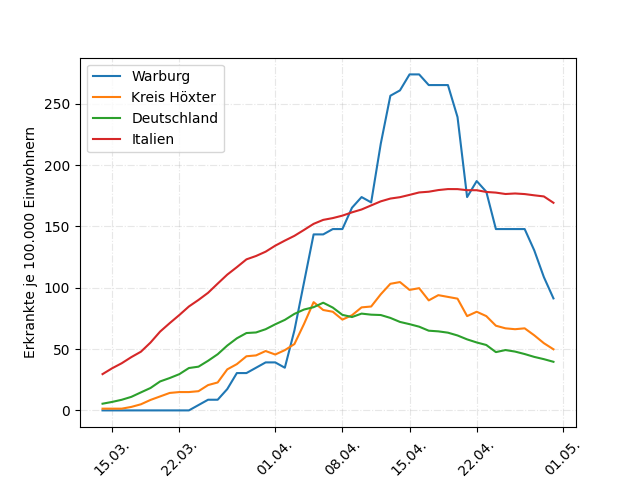 Warburg
Kreis Höxter
Deutschland
Italien
Erkrankte je 100.000 Einwohnern
250
200
150
100
50
0
15.03.
22.03.
01.04.
08.04.
15.04.
22.04.
01.05.